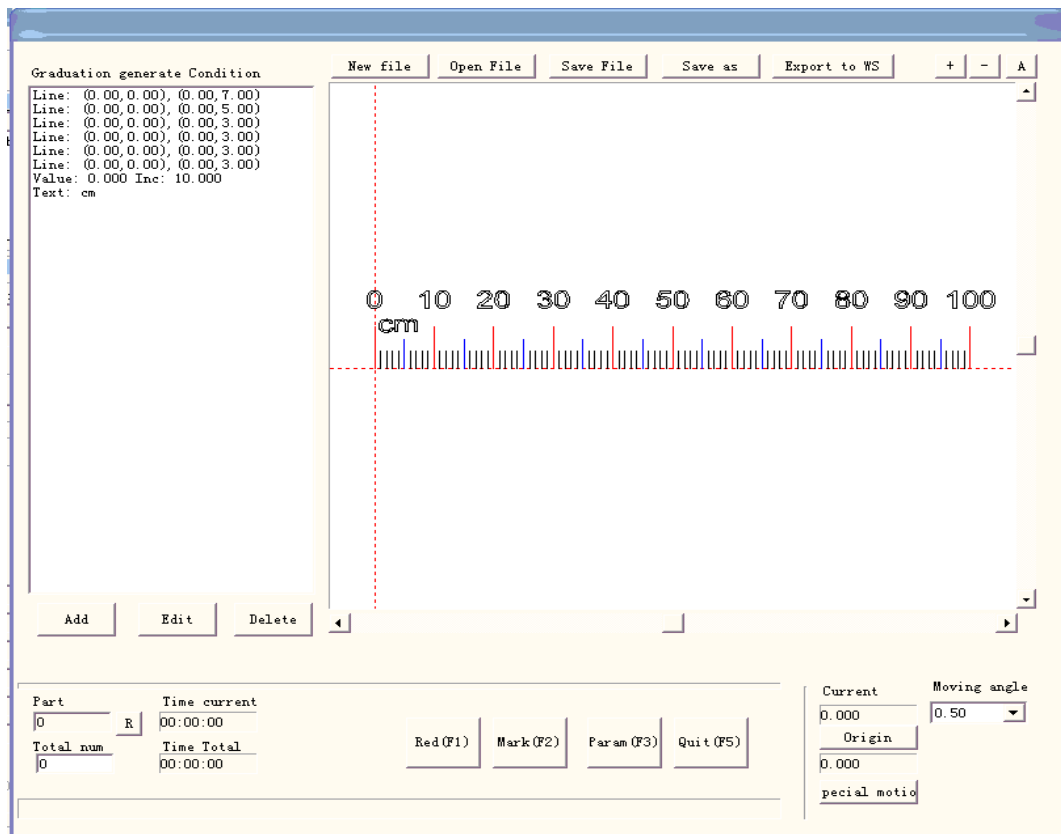 New file Open File Save File Save as Export to WS + - A
Graduation generate Condition
Line: (0.00,0.00), (0.00,7.00)
Line: (0.00,0.00), (0.00,5.00)
Line: (0.00,0.00), (0.00,3.00)
Line: (0.00,0.00), (0.00,3.00)
Line: (0.00,0.00), (0.00,3.00)
Line: (0.00,0.00), (0.00,3.00)
Value: 0.000 Inc: 10.000
Text: cm
0 10 20 30 40 50 60 70 80 90 100
cm
Add Edit Delete
Part Time current
0 R 00:00:00
Total num Time Total
0 00:00:00
Red(F1) Mark(F2) Param(F3) Quit(F5)
Current Moving angle
0.000 0.50
Origin
0.000
pecial motio